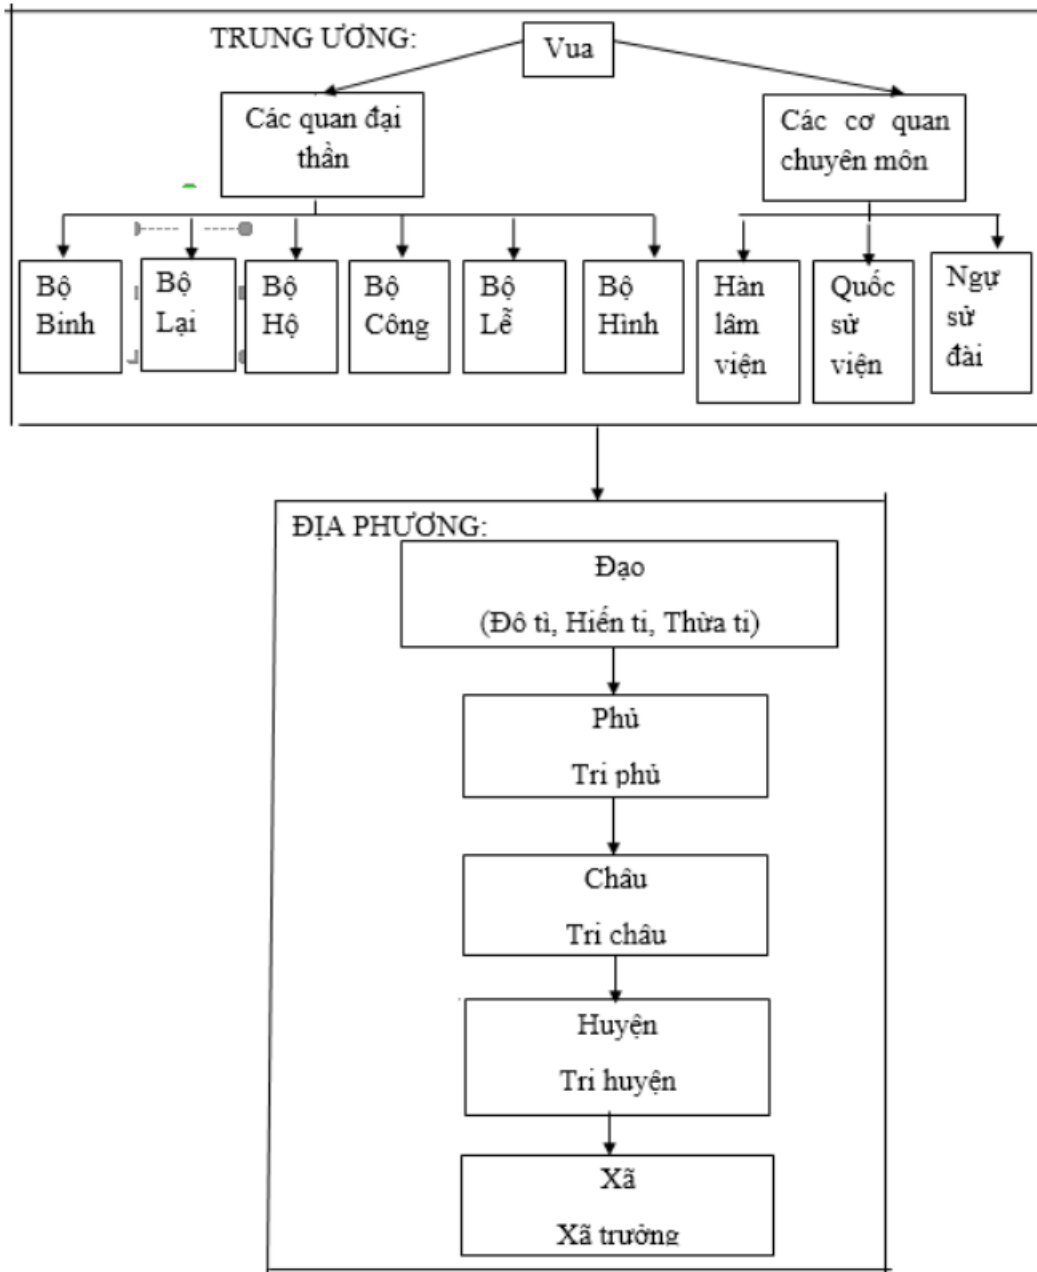 TRUNG ƯƠNG:
Vua
Các quan đại
thần
Các cơ quan
chuyên môn
Bộ
Binh
Bộ
Lại
Bộ
Hộ
Bộ
Công
Bộ
Lễ
Bộ
Hình
Hàn
lâm
viện
Quốc
sử
viện
Ngự
sử
đài
ĐỊA PHƯƠNG:
Đạo
(Đô tì, Hiến ti, Thừa ti)
Phủ
Tri phủ
Châu
Tri châu
Huyện
Tri huyện
Xã
Xã trưởng